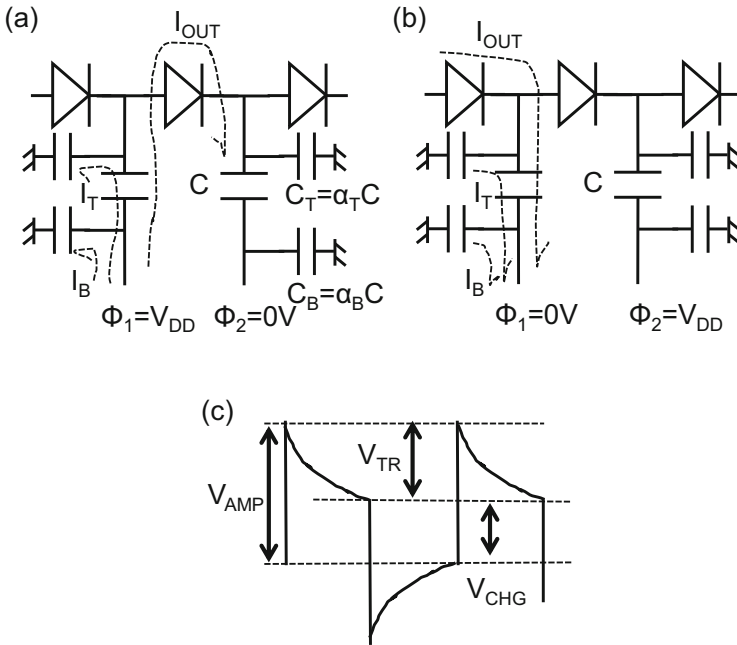 (a)
I_OUT
I_T
I_B
C
C_T=α_TC
C_B=α_BC
Φ_1=V_DD
Φ_2=0V
(b)
I_OUT
I_T
I_B
C
Φ_1=0V
Φ_2=V_DD
(c)
V_AMP
V_TR
V_CHG